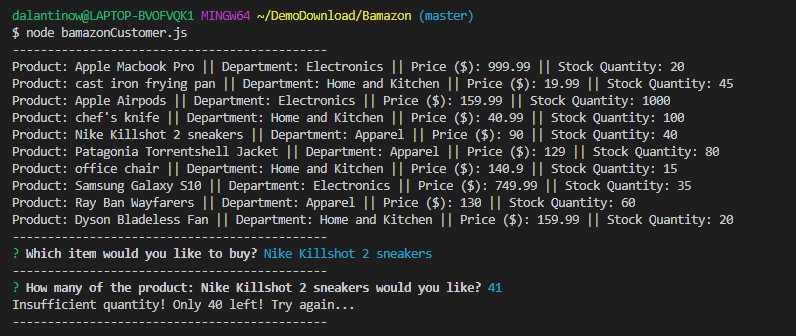 dalantinow@LAPTOP-BVOFVQK1 MINGW64 ~/DemoDownload/Bamazon (master)
$ node bamazonCustomer.js
---------------------------------------------
Product: Apple Macbook Pro || Department: Electronics || Price ($): 999.99 || Stock Quantity: 20
Product: cast iron frying pan || Department: Home and Kitchen || Price ($): 19.99 || Stock Quantity: 45
Product: Apple Airpods || Department: Electronics || Price ($): 159.99 || Stock Quantity: 1000
Product: chef's knife || Department: Home and Kitchen || Price ($): 40.99 || Stock Quantity: 100
Product: Nike Killshot 2 sneakers || Department: Apparel || Price ($): 90 || Stock Quantity: 40
Product: Patagonia Torrentshell Jacket || Department: Apparel || Price ($): 129 || Stock Quantity: 80
Product: office chair || Department: Home and Kitchen || Price ($): 140.9 || Stock Quantity: 15
Product: Samsung Galaxy S10 || Department: Electronics || Price ($): 749.99 || Stock Quantity: 35
Product: Ray Ban Wayfarers || Department: Apparel || Price ($): 130 || Stock Quantity: 60
Product: Dyson Bladeless Fan || Department: Home and Kitchen || Price ($): 159.99 || Stock Quantity: 20
---------------------------------------------
? Which item would you like to buy? Nike Killshot 2 sneakers
---------------------------------------------
? How many of the product: Nike Killshot 2 sneakers would you like? 41
Insufficient quantity! Only 40 left! Try again...
---------------------------------------------